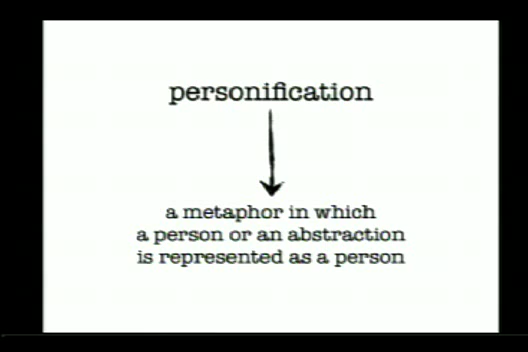 personification
a metaphor in which
a person or an abstraction
is represented as a person